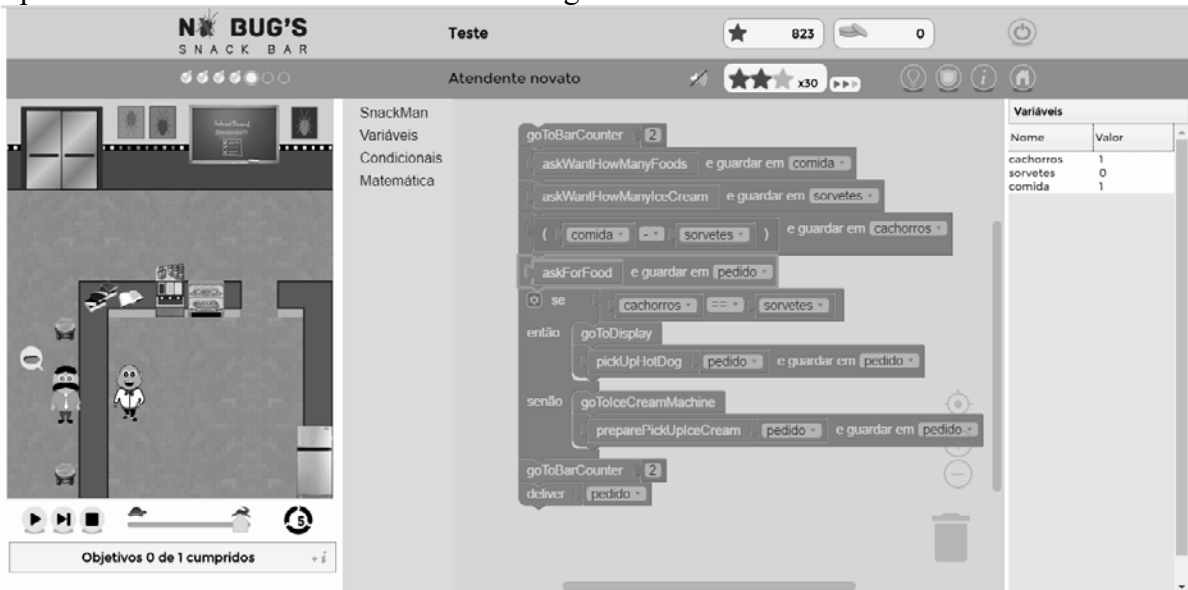 NO BUG'S
SNACK BAR
Teste
823
0
Atendente novato
x30
SnackMan
Variáveis
Condicionais
Matemática
goToBarCounter 2
askWantHowManyFoods e guardar em comida
askWantHowManyIceCream e guardar em sorvetes
( comida - sorvetes ) e guardar em cachorros
askForFood e guardar em pedido
se cachorros == sorvetes
então goToDisplay
pickUpHotDog pedido e guardar em pedido
senão goToIceCreamMachine
preparePickUpIceCream pedido e guardar em pedido
goToBarCounter 2
deliver pedido
Variáveis
Nome Valor
cachorros 1
sorvetes 0
comida 1
5
Objetivos 0 de 1 cumpridos
+ i